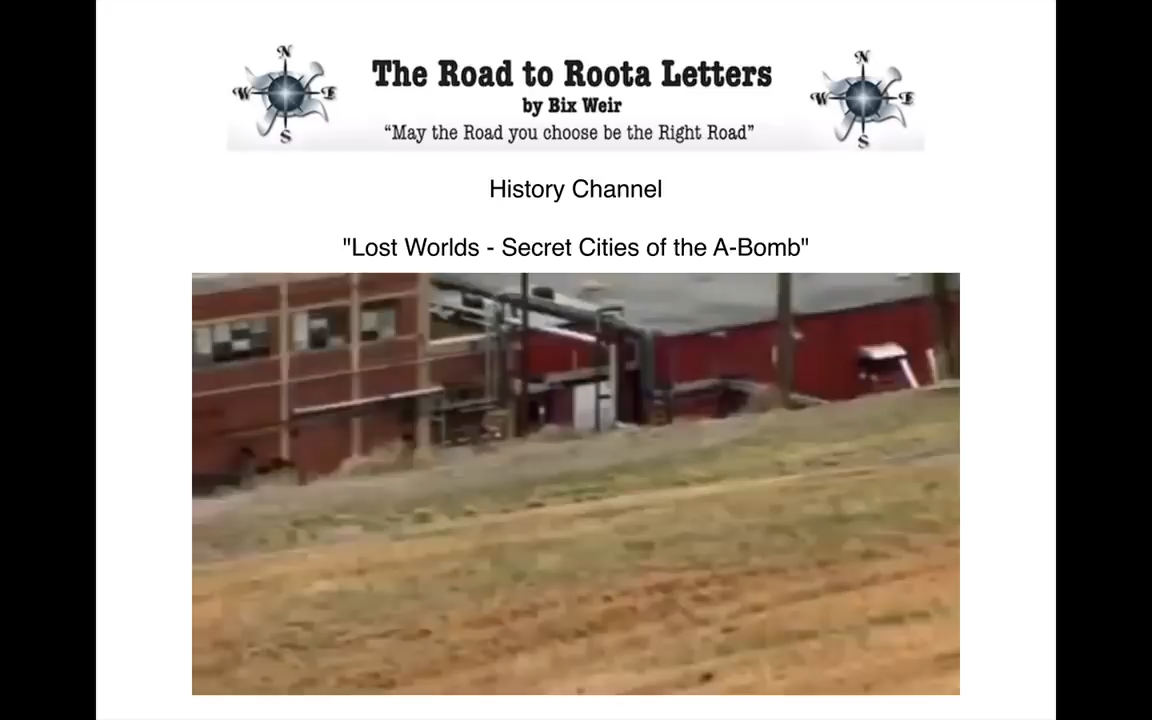 The Road to Roota Letters
by Bix Weir
"May the Road you choose be the Right Road"
N
W
E
S
N
W
E
S
History Channel
"Lost Worlds - Secret Cities of the A-Bomb"